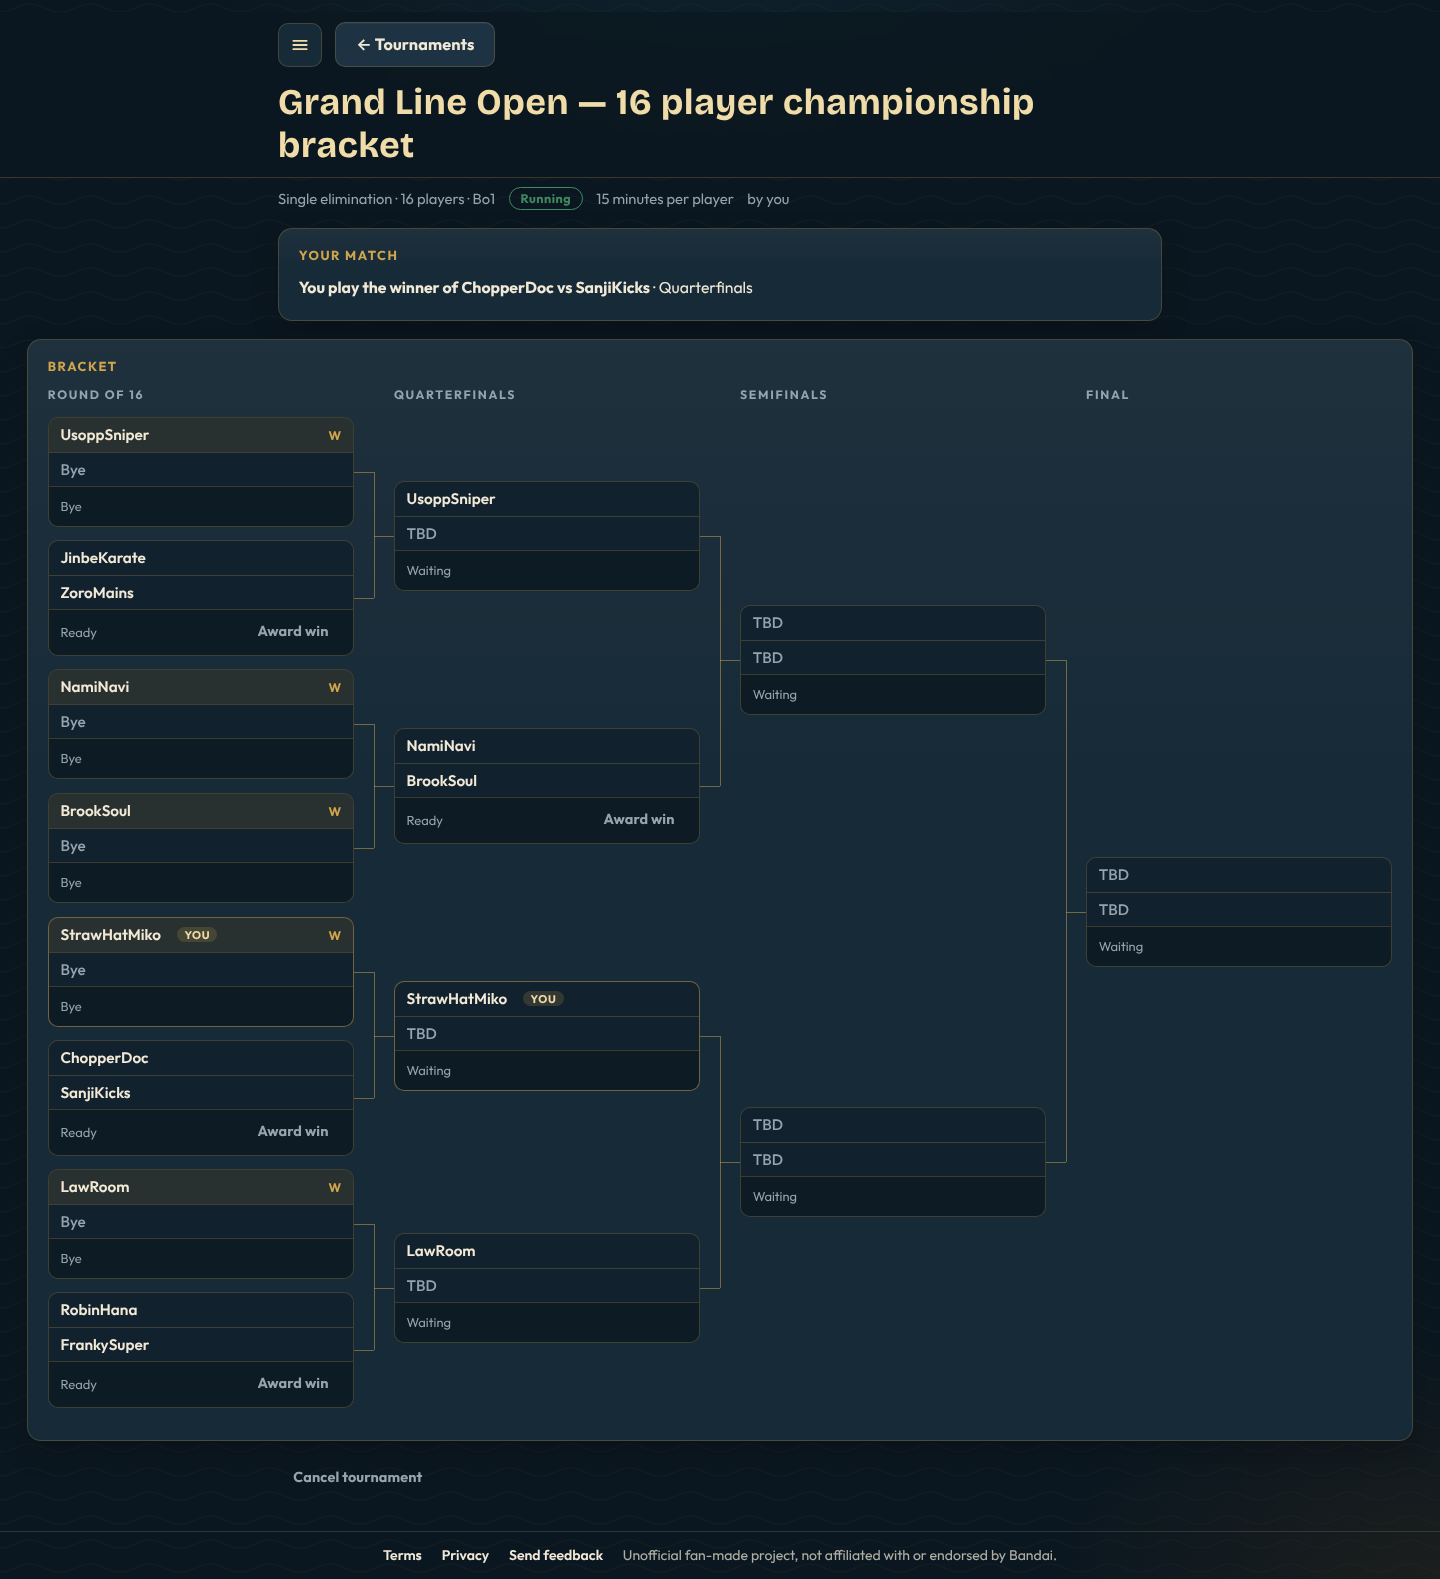 ← Tournaments
Grand Line Open — 16 player championship
bracket
Single elimination · 16 players · Bo1 Running 15 minutes per player by you
YOUR MATCH
You play the winner of ChopperDoc vs SanjiKicks · Quarterfinals
BRACKET
ROUND OF 16
UsoppSniper W
Bye
Bye
JinbeKarate
ZoroMains
Ready Award win
NamiNavi W
Bye
Bye
BrookSoul W
Bye
Bye
StrawHatMiko YOU W
Bye
Bye
ChopperDoc
SanjiKicks
Ready Award win
LawRoom W
Bye
Bye
RobinHana
FrankySuper
Ready Award win
QUARTERFINALS
UsoppSniper
TBD
Waiting
NamiNavi
BrookSoul
Ready Award win
StrawHatMiko YOU
TBD
Waiting
LawRoom
TBD
Waiting
SEMIFINALS
TBD
TBD
Waiting
TBD
TBD
Waiting
FINAL
TBD
TBD
Waiting
Cancel tournament
Terms Privacy Send feedback Unofficial fan-made project, not affiliated with or endorsed by Bandai.